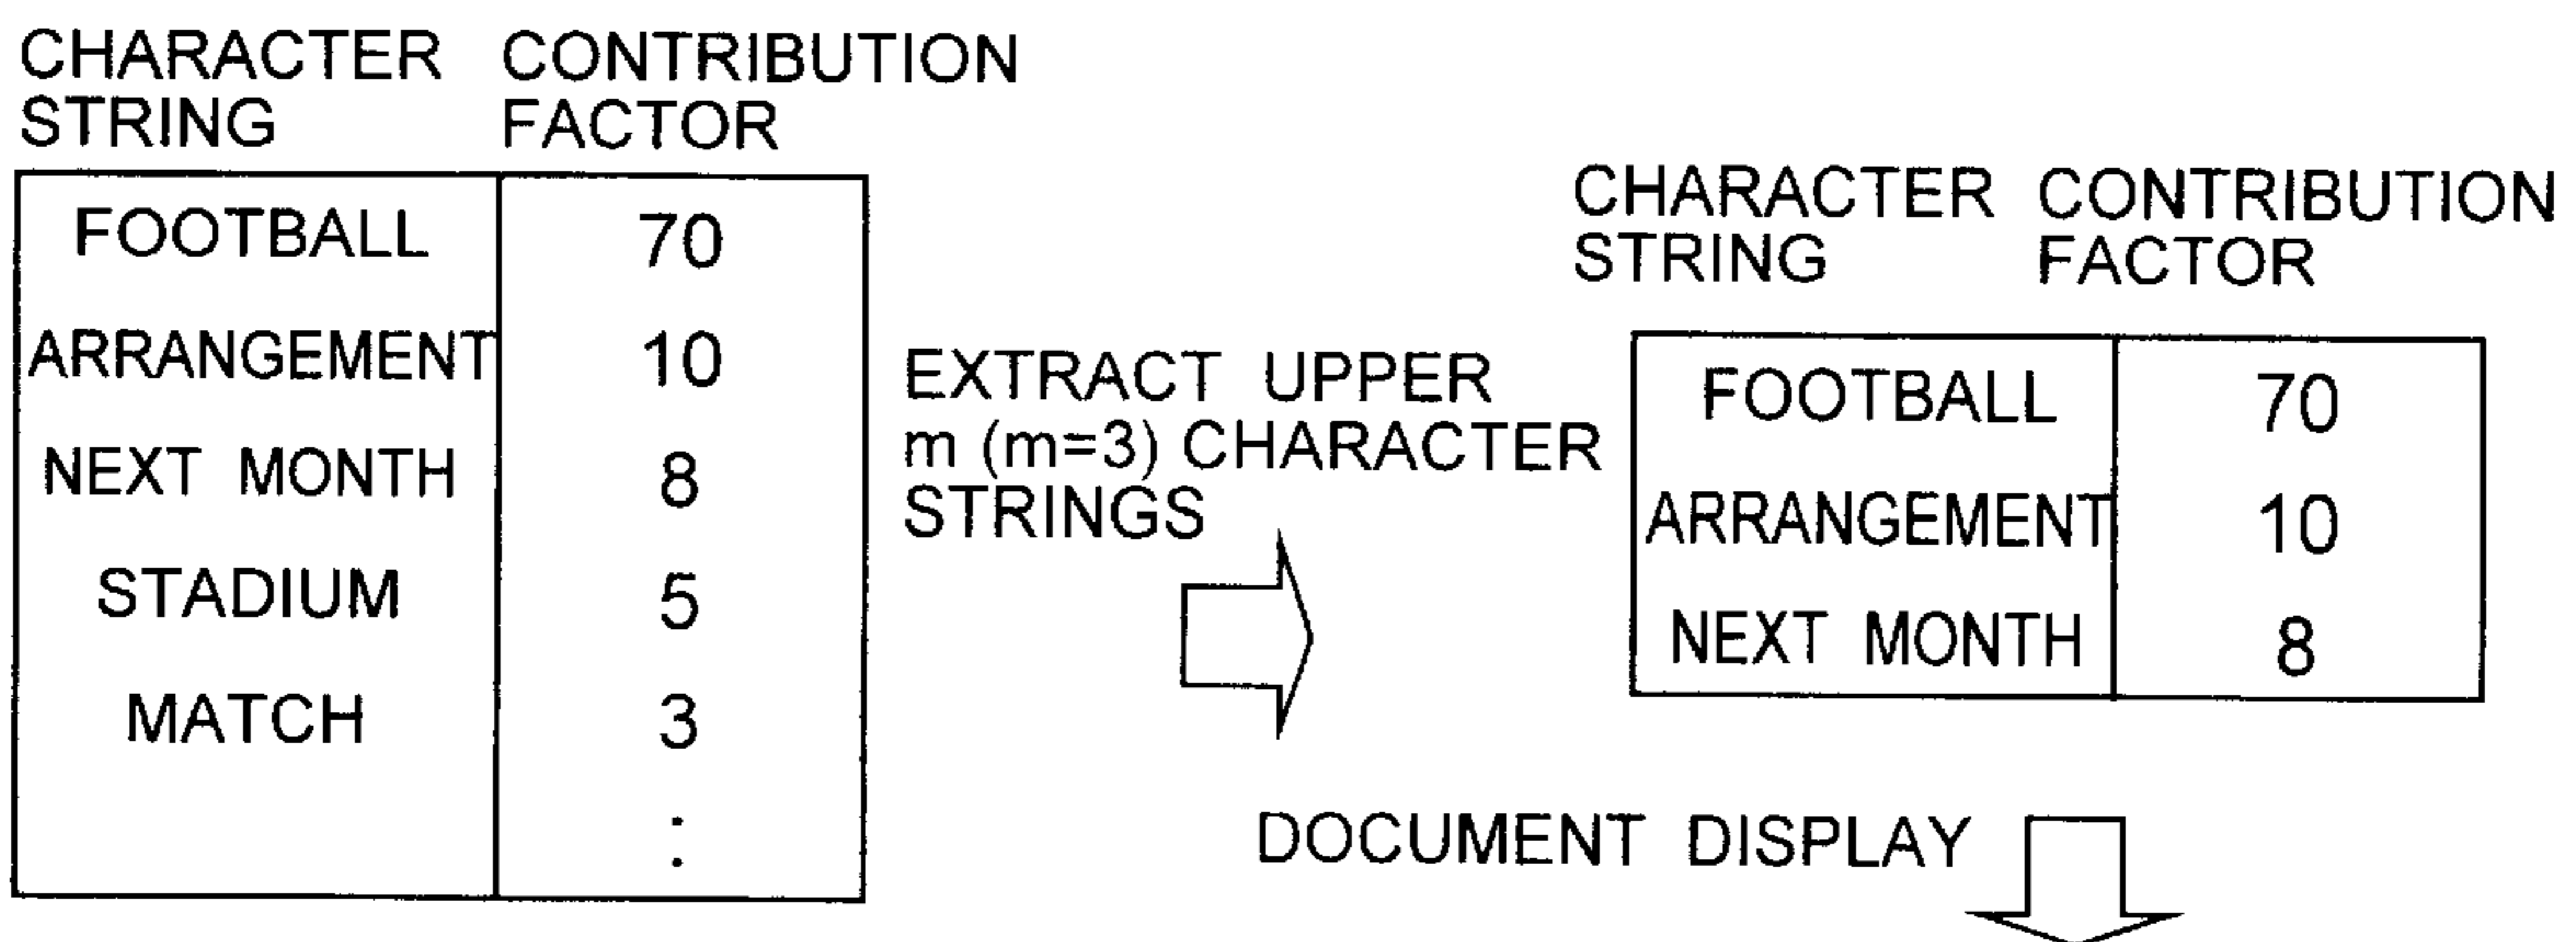 CHARACTER CONTRIBUTION
STRING FACTOR
FOOTBALL 70
ARRANGEMENT 10
NEXT MONTH 8
STADIUM 5
MATCH 3
:
EXTRACT UPPER
m (m=3) CHARACTER
STRINGS
CHARACTER CONTRIBUTION
STRING FACTOR
FOOTBALL 70
ARRANGEMENT 10
NEXT MONTH 8
DOCUMENT DISPLAY